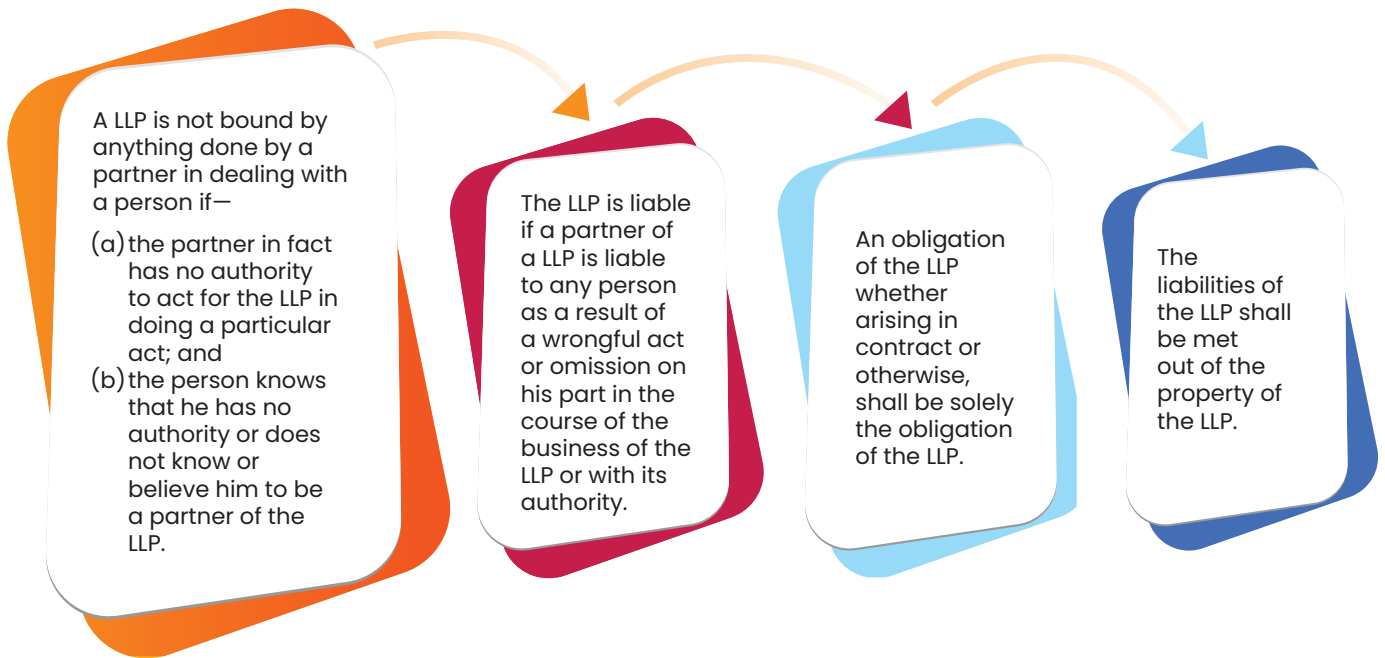 A LLP is not bound by
anything done by a
partner in dealing with
a person if—
(a) the partner in fact
has no authority
to act for the LLP in
doing a particular
act; and
(b) the person knows
that he has no
authority or does
not know or
believe him to be
a partner of the
LLP.
The LLP is liable
if a partner of
a LLP is liable
to any person
as a result of
a wrongful act
or omission on
his part in the
course of the
business of the
LLP or with its
authority.
An obligation
of the LLP
whether
arising in
contract or
otherwise,
shall be solely
the obligation
of the LLP.
The
liabilities of
the LLP shall
be met
out of the
property of
the LLP.